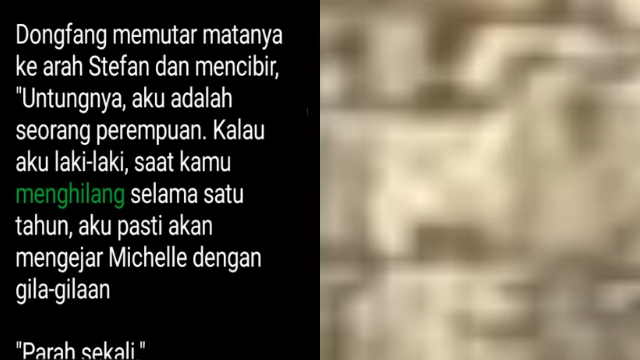 Dongfang memutar matanya
ke arah Stefan dan mencibir,
"Untungnya, aku adalah
seorang perempuan. Kalau
aku laki-laki, saat kamu
menghilang selama satu
tahun, aku pasti akan
mengejar Michelle dengan
gila-gilaan
"Parah sekali."